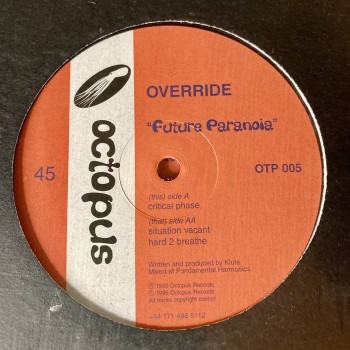 OVERRIDE
"Future Paranoia"
octopus
45
OTP 005
(this) side A
critical phase
(that) side AA
situation vacant
hard 2 breathe
Written and produced by Klute
Mixed at Fundamental Harmonics
℗ 1995 Octopus Records.
© 1995 Octopus Records.
All tracks copyright control
+44 171 498 5112